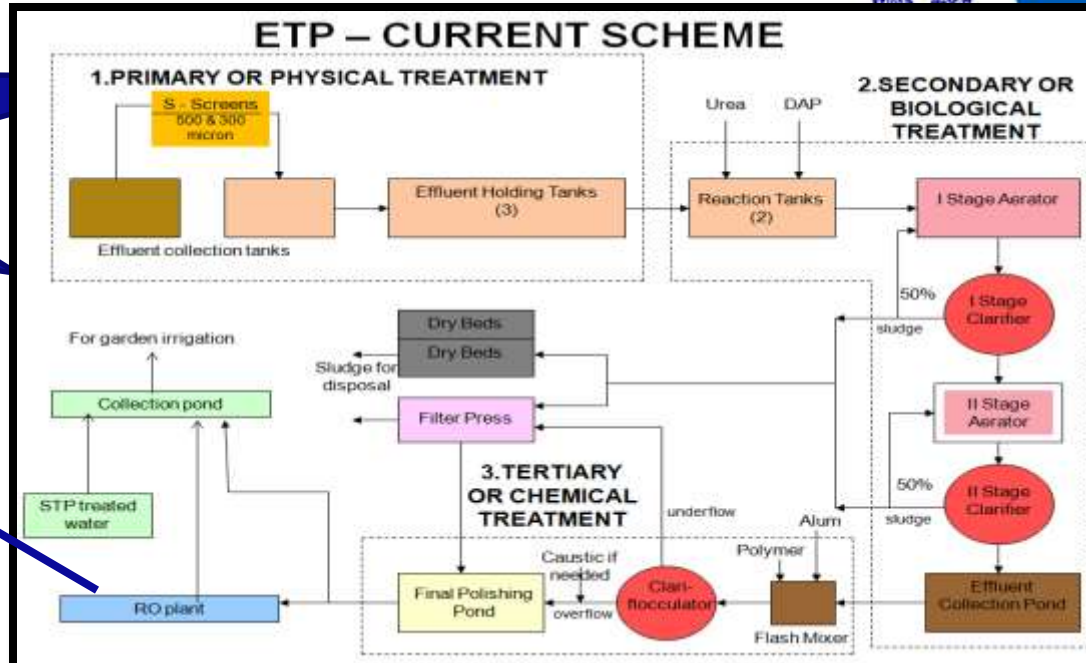 ETP – CURRENT SCHEME
1.PRIMARY OR PHYSICAL TREATMENT
S - Screens
500 & 300
micron
Effluent collection tanks
Effluent Holding Tanks
(3)
Urea
DAP
2.SECONDARY OR
BIOLOGICAL
TREATMENT
Reaction Tanks
(2)
I Stage Aerator
50%
sludge
I Stage
Clarifier
II Stage
Aerator
50%
sludge
II Stage
Clarifier
Effluent
Collection Pond
Dry Beds
Dry Beds
Sludge for
disposal
Filter Press
For garden irrigation
Collection pond
STP treated
water
RO plant
3.TERTIARY
OR CHEMICAL
TREATMENT
underflow
Alum
Polymer
Caustic if
needed
Final Polishing
Pond
overflow
Clari-
flocculator
Flash Mixer